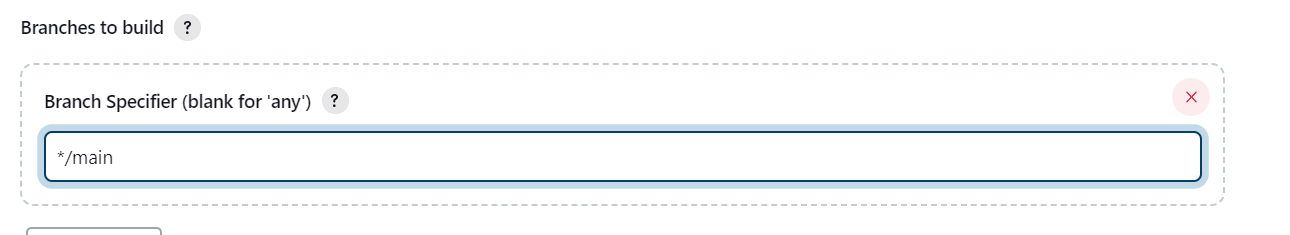 Branches to build ?
Branch Specifier (blank for 'any') ?
*/main